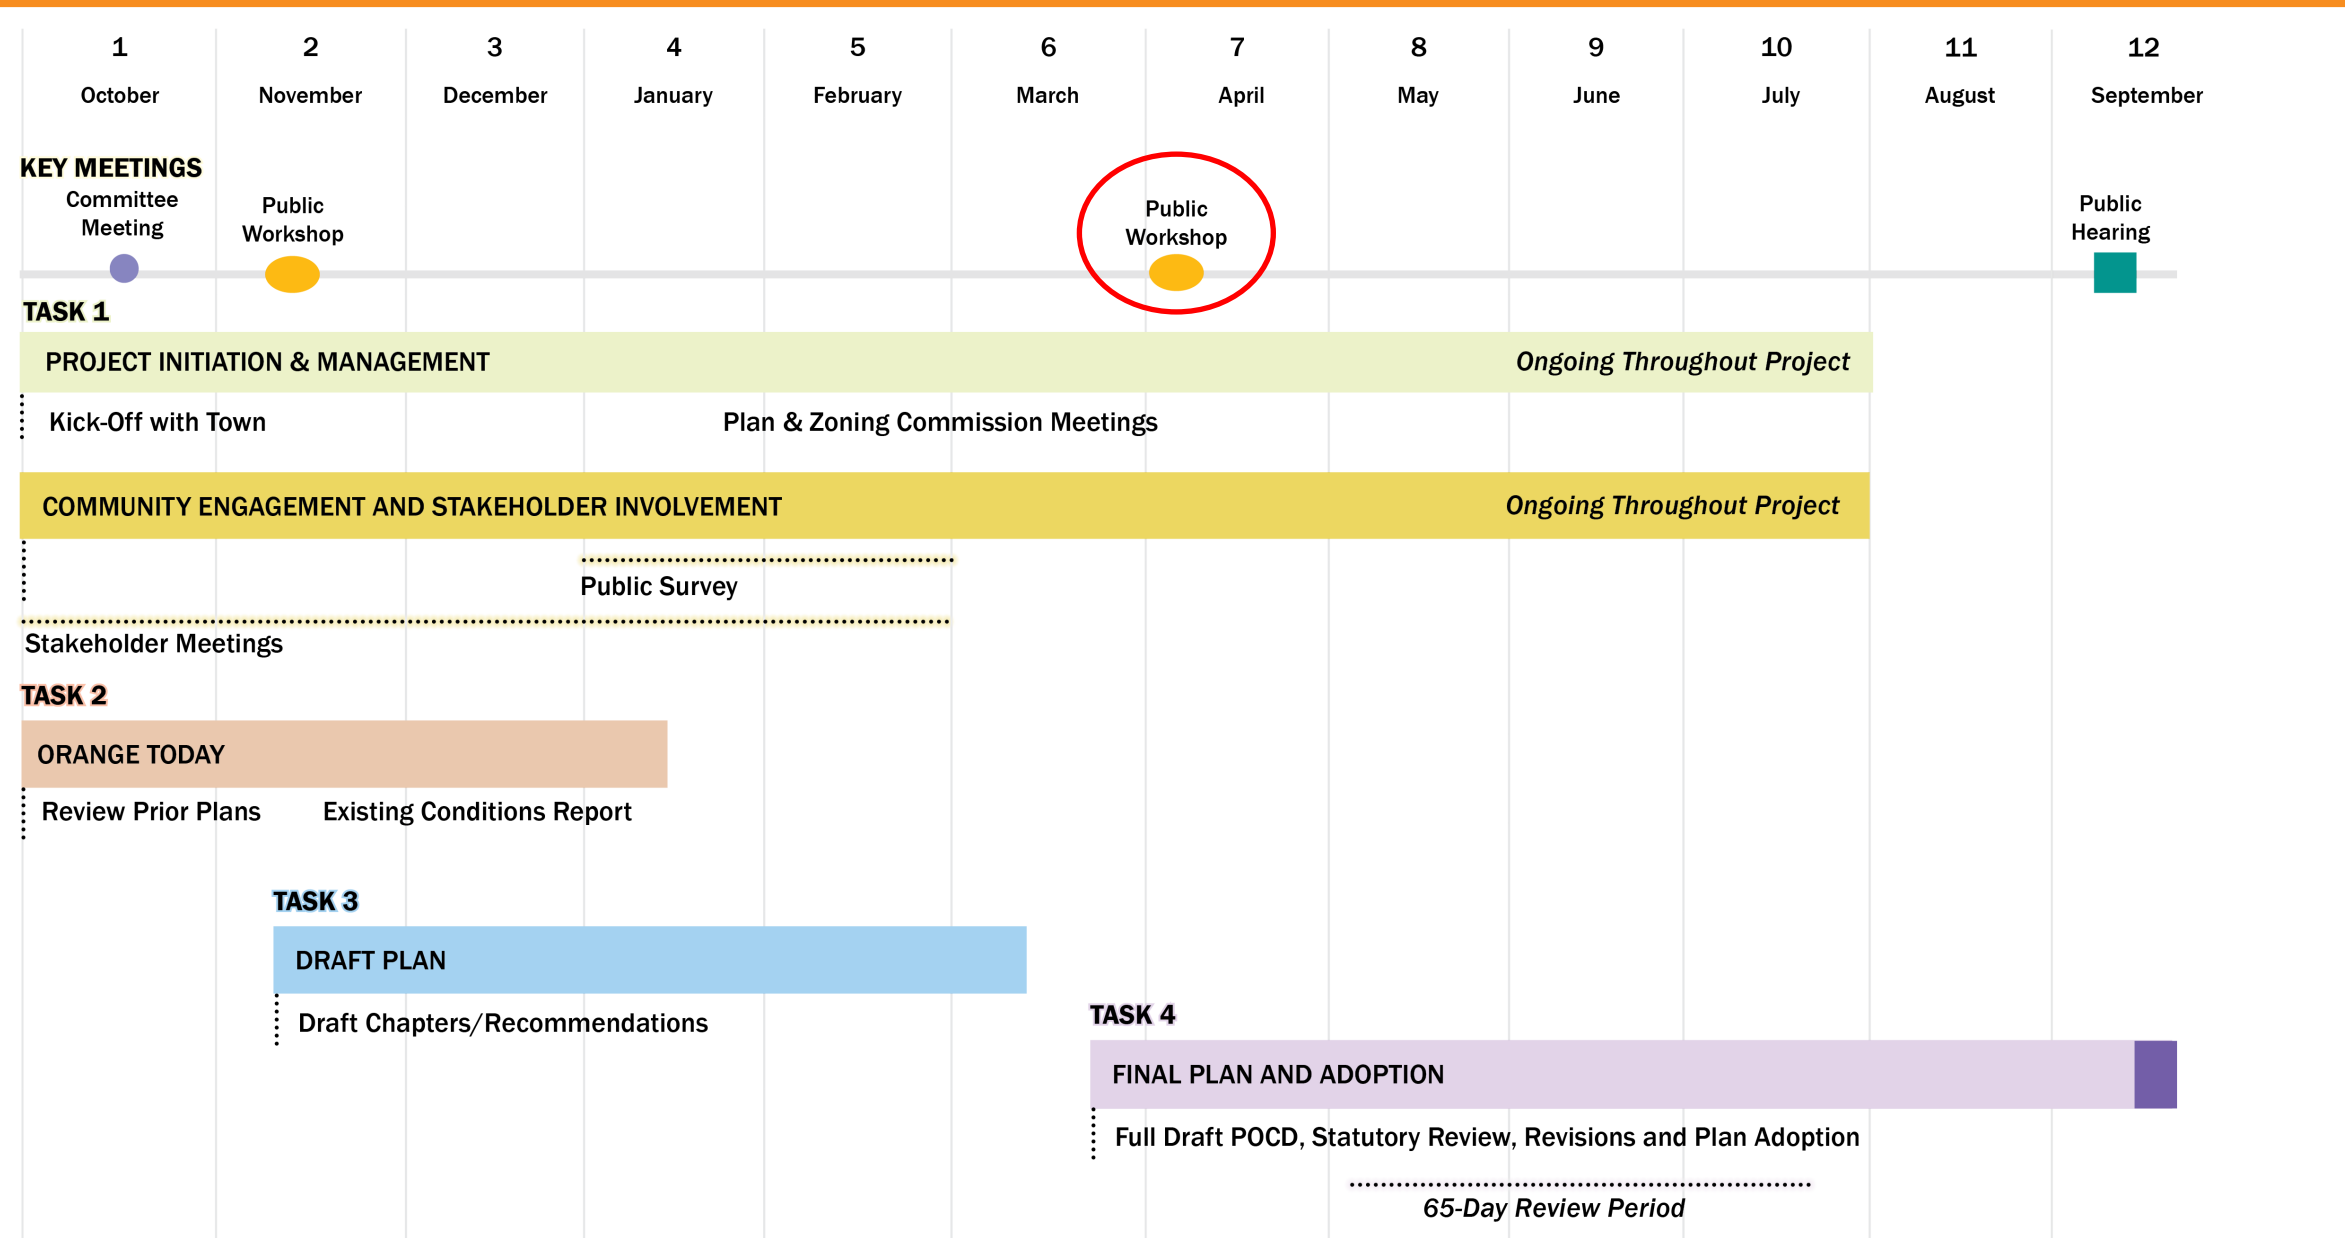 1 2 3 4 5 6 7 8 9 10 11 12
October November December January February March April May June July August September
KEY MEETINGS
Committee
Meeting
Public
Workshop
Public
Workshop
Public
Hearing
TASK 1
PROJECT INITIATION & MANAGEMENT
Ongoing Throughout Project
Kick-Off with Town
Plan & Zoning Commission Meetings
COMMUNITY ENGAGEMENT AND STAKEHOLDER INVOLVEMENT
Ongoing Throughout Project
Public Survey
Stakeholder Meetings
TASK 2
ORANGE TODAY
Review Prior Plans
Existing Conditions Report
TASK 3
DRAFT PLAN
Draft Chapters/Recommendations
TASK 4
FINAL PLAN AND ADOPTION
Full Draft POCD, Statutory Review, Revisions and Plan Adoption
65-Day Review Period